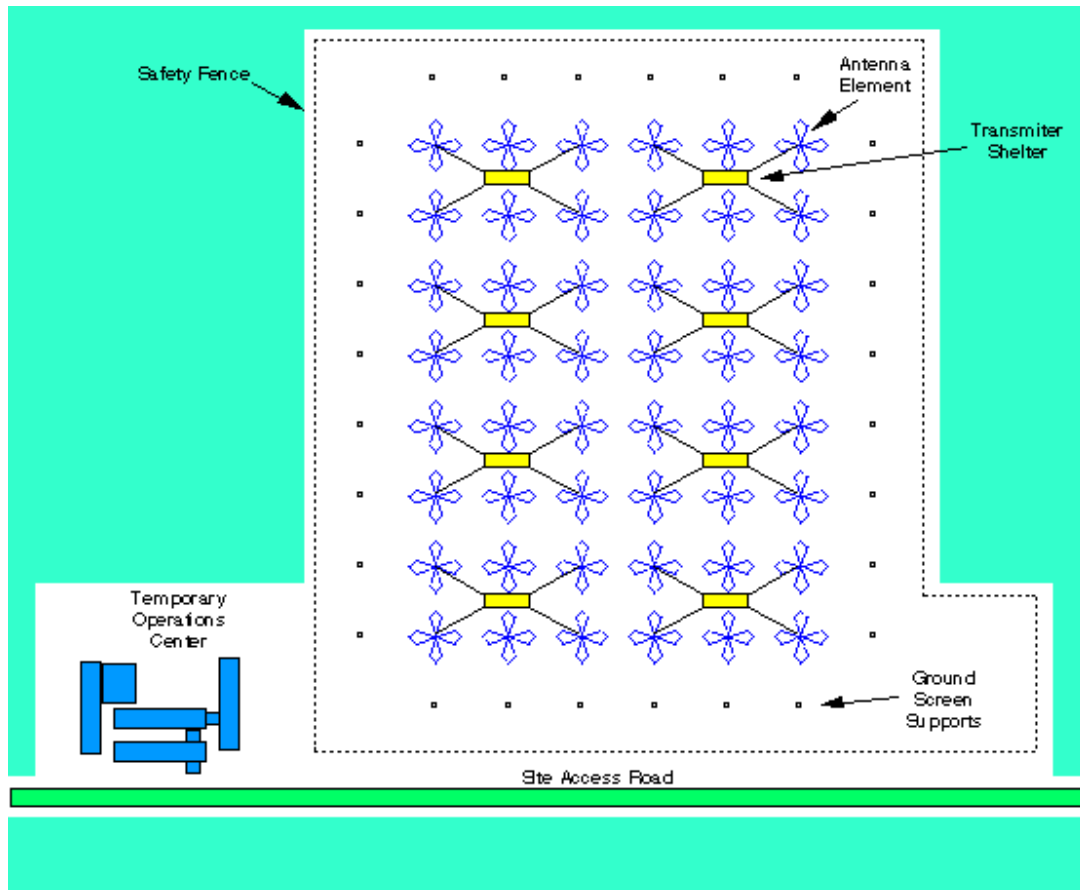 Safety Fence
Antenna
Element
Transmiter
Shelter
Temporary
Operations
Center
Ground
Screen
Supports
Site Access Road